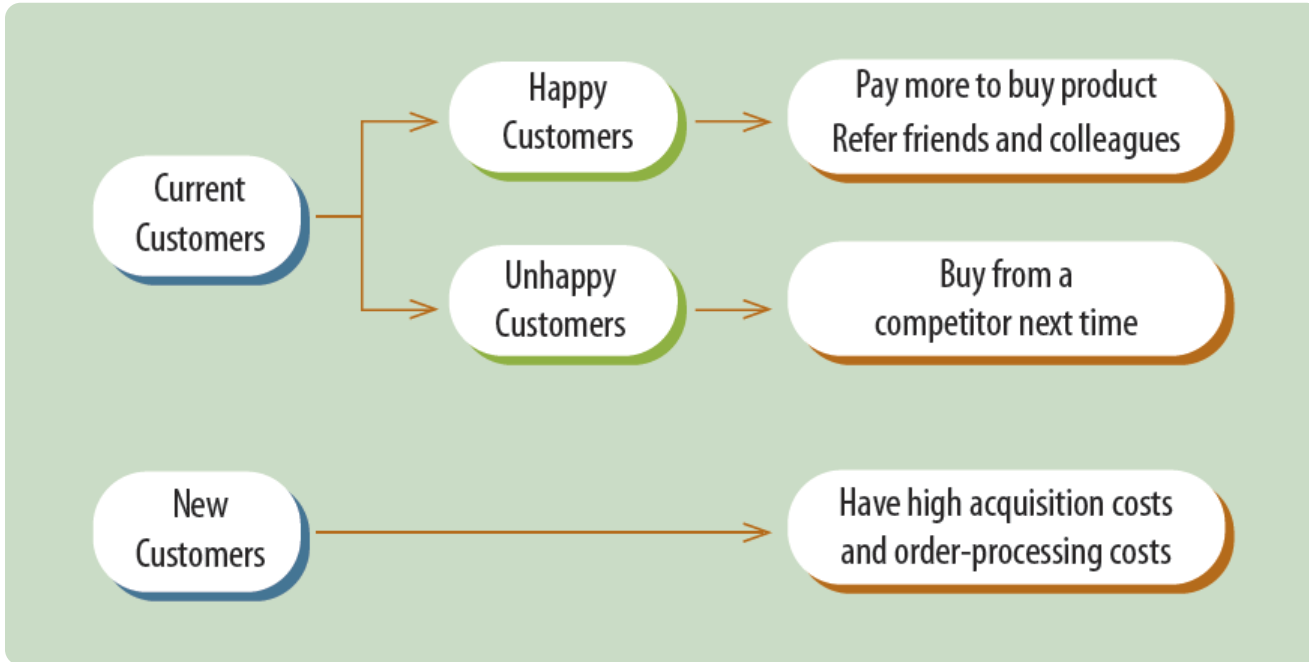 Current
Customers
Happy
Customers
Pay more to buy product
Refer friends and colleagues
Unhappy
Customers
Buy from a
competitor next time
New
Customers
Have high acquisition costs
and order-processing costs